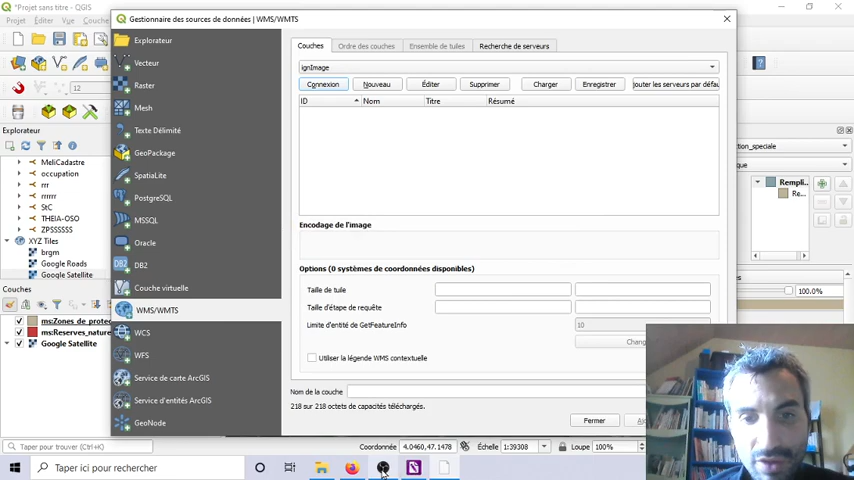 *Projet sans titre - QGIS
Projet Éditer Vue Couche
12
Explorateur
MeliCadastre
occupation
rrr
rrrrrr
StC
THEIA-OSO
ZPSSSSSS
XYZ Tiles
brgm
Google Roads
Google Satellite
Couches
ms:Zones_de_protec
ms:Reserves_nature
Google Satellite
Gestionnaire des sources de données | WMS/WMTS
Explorateur
Vecteur
Raster
Mesh
Texte Délimité
GeoPackage
SpatiaLite
PostgreSQL
MSSQL
Oracle
DB2
Couche virtuelle
WMS/WMTS
WCS
WFS
Service de carte ArcGIS
Service d'entités ArcGIS
GeoNode
Couches Ordre des couches Ensemble de tuiles Recherche de serveurs
ignImage
Connexion Nouveau Éditer Supprimer Charger Enregistrer jouter les serveurs par défau
ID Nom Titre Résumé
Encodage de l'image
Options (0 systèmes de coordonnées disponibles)
Taille de tuile
Taille d'étape de requête
Limite d'entité de GetFeatureInfo 10
Chang
Utiliser la légende WMS contextuelle
Nom de la couche
218 sur 218 octets de capacités téléchargés.
Fermer Aj
tion_speciale
que
Rempli..
Re...
100.0%
Taper pour trouver (Ctrl+K)
Coordonnée 4.0460,47.1478 Échelle 1:39308 Loupe 100%
Taper ici pour rechercher